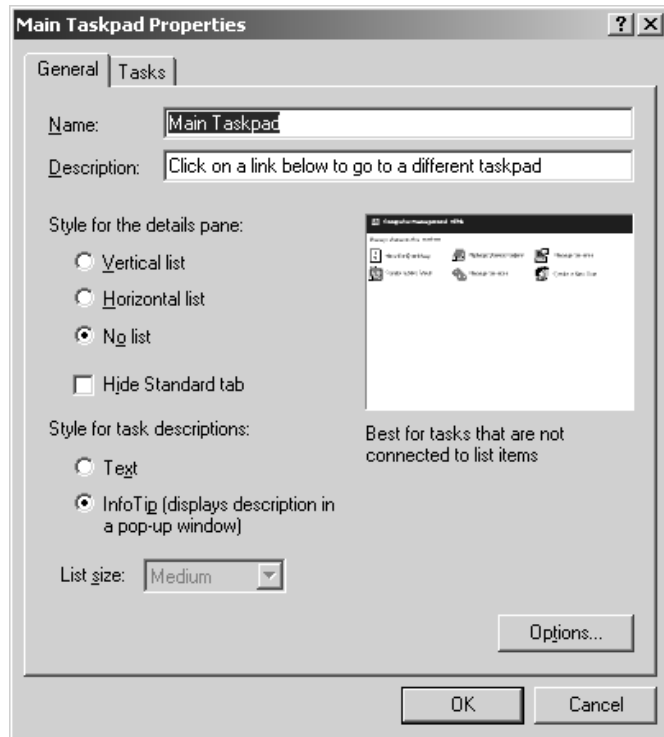 Main Taskpad Properties
General
Tasks
Name:
Main Taskpad
Description:
Click on a link below to go to a different taskpad
Style for the details pane:
Vertical list
Horizontal list
No list
Hide Standard tab
Best for tasks that are not
connected to list items
Style for task descriptions:
Text
InfoTip (displays description in
a pop-up window)
List size:
Medium
Options...
OK
Cancel